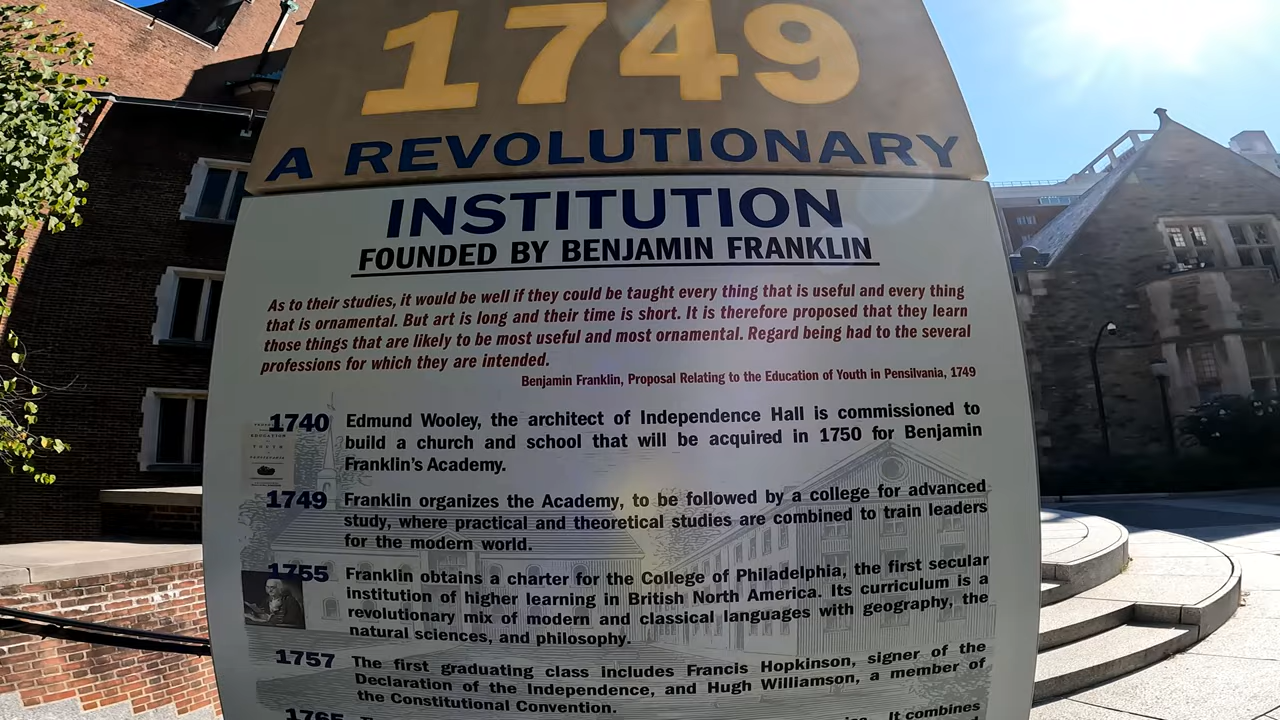 1749
A REVOLUTIONARY
INSTITUTION
FOUNDED BY BENJAMIN FRANKLIN
As to their studies, it would be well if they could be taught every thing that is useful and every thing
that is ornamental. But art is long and their time is short. It is therefore proposed that they learn
those things that are likely to be most useful and most ornamental. Regard being had to the several
professions for which they are intended.
Benjamin Franklin, Proposal Relating to the Education of Youth in Pensilvania, 1749
1740 Edmund Wooley, the architect of Independence Hall is commissioned to
build a church and school that will be acquired in 1750 for Benjamin
Franklin's Academy.
1749 Franklin organizes the Academy, to be followed by a college for advanced
study, where practical and theoretical studies are combined to train leaders
for the modern world.
1755 Franklin obtains a charter for the College of Philadelphia, the first secular
institution of higher learning in British North America. Its curriculum is a
revolutionary mix of modern and classical languages with geography, the
natural sciences, and philosophy.
1757 The first graduating class includes Francis Hopkinson, signer of the
Declaration of the Independence, and Hugh Williamson, a member of
the Constitutional Convention.
1765 It combines